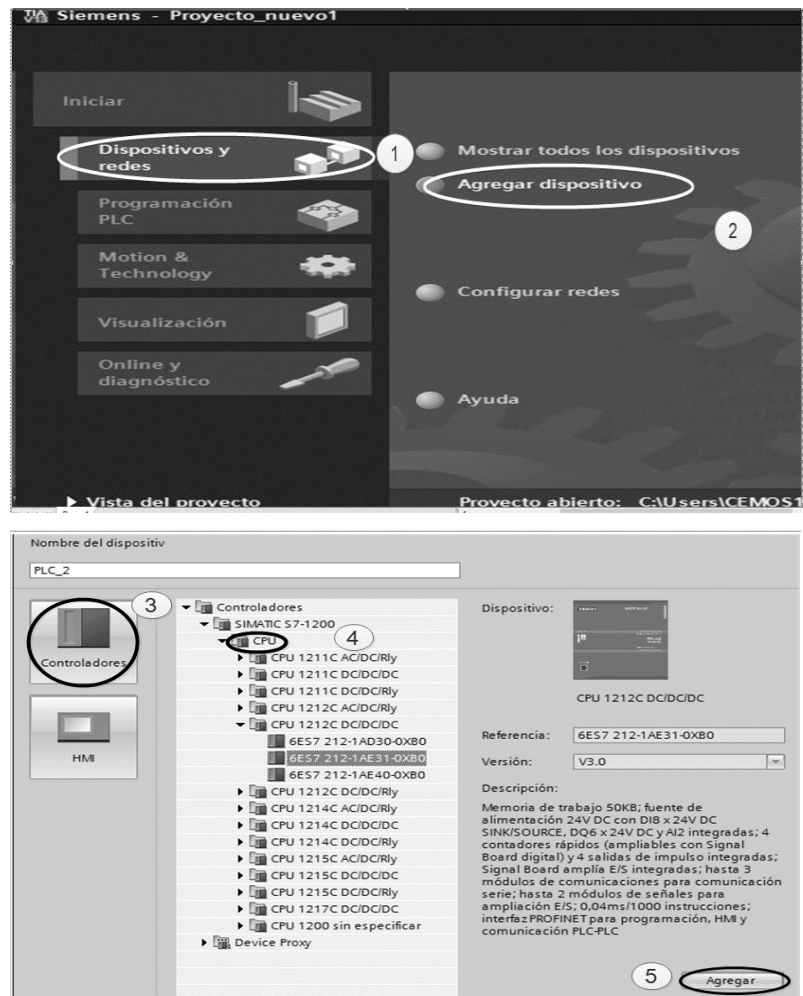 TIA V13 Siemens - Proyecto_nuevo1
Iniciar
Dispositivos y
redes
1
Mostrar todos los dispositivos
Agregar dispositivo
2
Programación
PLC
Motion &
Technology
Configurar redes
Visualización
Online y
diagnóstico
Ayuda
Vista del proyecto
Proyecto abierto: C:\Users\CEMOS1
Nombre del dispositiv
PLC_2
3
Controladores
HMI
Controladores
SIMATIC S7-1200
4
CPU
CPU 1211C AC/DC/Rly
CPU 1211C DC/DC/DC
CPU 1211C DC/DC/Rly
CPU 1212C AC/DC/Rly
CPU 1212C DC/DC/DC
6ES7 212-1AD30-0XB0
6ES7 212-1AE31-0XB0
6ES7 212-1AE40-0XB0
CPU 1212C DC/DC/Rly
CPU 1214C AC/DC/Rly
CPU 1214C DC/DC/DC
CPU 1214C DC/DC/Rly
CPU 1215C AC/DC/Rly
CPU 1215C DC/DC/DC
CPU 1215C DC/DC/Rly
CPU 1217C DC/DC/DC
CPU 1200 sin especificar
Device Proxy
Dispositivo:
CPU 1212C DC/DC/DC
Referencia: 6ES7 212-1AE31-0XB0
Versión: V3.0
Descripción:
Memoria de trabajo 50KB; fuente de
alimentación 24V DC con DI8 x 24V DC
SINK/SOURCE, DQ6 x 24V DC y AI2 integradas; 4
contadores rápidos (ampliables con Signal
Board digital) y 4 salidas de impulso integradas;
Signal Board amplía E/S integradas; hasta 3
módulos de comunicaciones para comunicación
serie; hasta 2 módulos de señales para
ampliación E/S; 0,04ms/1000 instrucciones;
interfaz PROFINET para programación, HMI y
comunicación PLC-PLC
5
Agregar